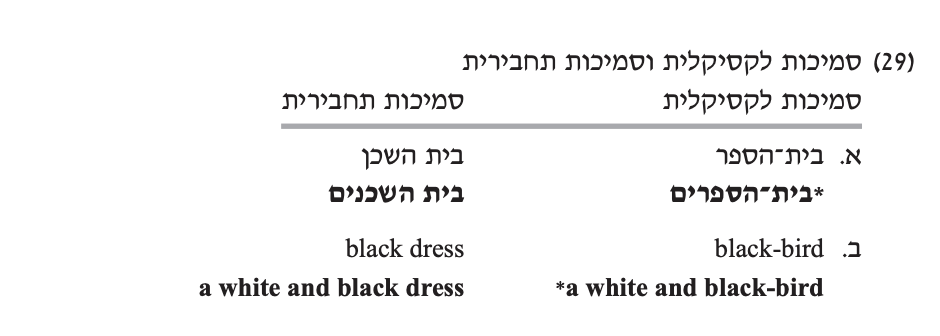 (29) סמיכות לקסיקלית וסמיכות תחבירית
סמיכות לקסיקלית סמיכות תחבירית
א. בית־הספר בית השכן
*בית־הספרים בית השכנים
ב. black-bird black dress
*a white and black-bird a white and black dress